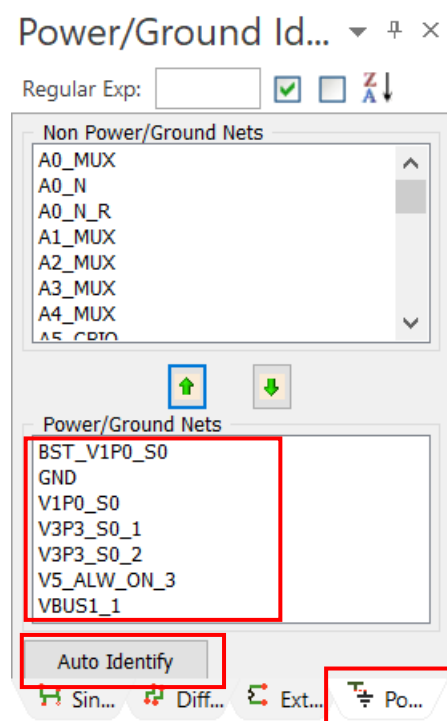 Power/Ground Id...
Regular Exp:
Z
A
Non Power/Ground Nets
A0_MUX
A0_N
A0_N_R
A1_MUX
A2_MUX
A3_MUX
A4_MUX
A5_GPIO
Power/Ground Nets
BST_V1P0_S0
GND
V1P0_S0
V3P3_S0_1
V3P3_S0_2
V5_ALW_ON_3
VBUS1_1
Auto Identify
Sin... Diff... Ext... Po...